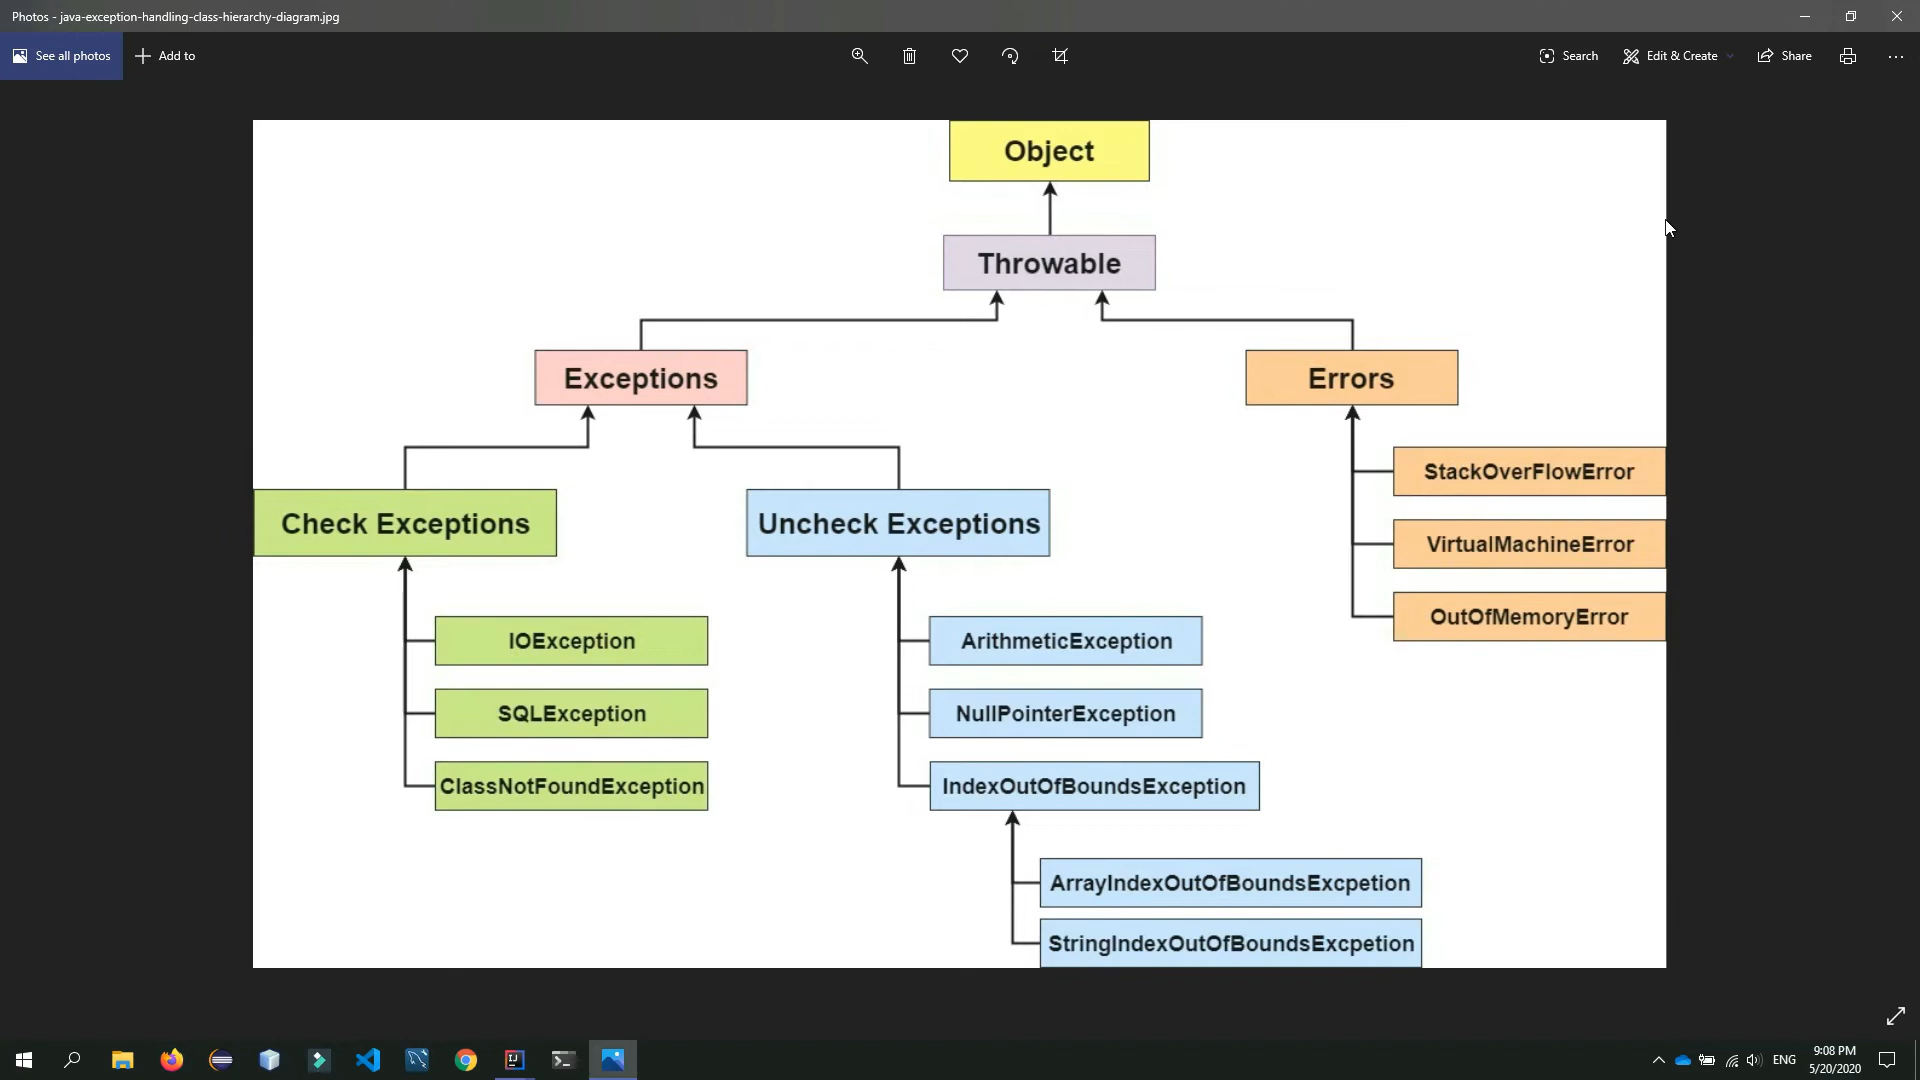 Photos - java-exception-handling-class-hierarchy-diagram.jpg
See all photos
Add to
Search
Edit & Create
Share
Object
Throwable
Exceptions
Errors
StackOverFlowError
Check Exceptions
Uncheck Exceptions
VirtualMachineError
OutOfMemoryError
IOException
ArithmeticException
SQLException
NullPointerException
ClassNotFoundException
IndexOutOfBoundsException
ArrayIndexOutOfBoundsExcpetion
StringIndexOutOfBoundsExcpetion
IJ
ENG
9:08 PM
5/20/2020